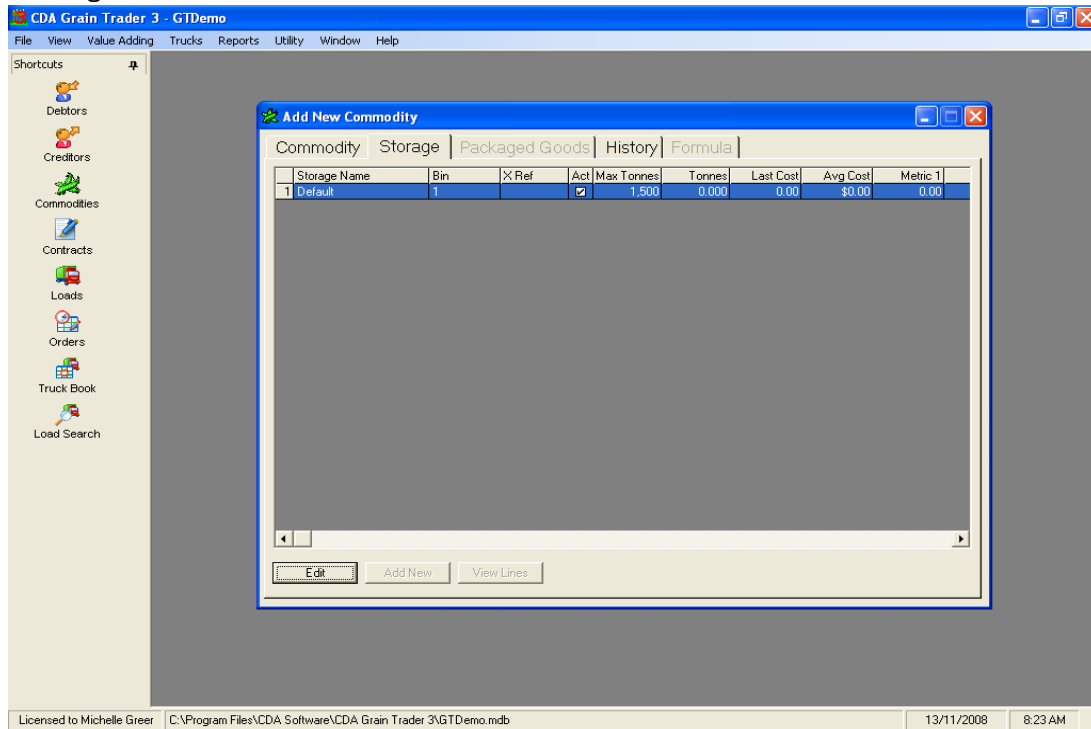 CDA Grain Trader 3 - GTDemo
File View Value Adding Trucks Reports Utility Window Help
Shortcuts
Debtors
Creditors
Commodities
Contracts
Loads
Orders
Truck Book
Load Search
Add New Commodity
Commodity Storage Packaged Goods History Formula
Storage Name Bin X Ref Act Max Tonnes Tonnes Last Cost Avg Cost Metric 1
1 Default 1 1,500 0.000 0.00 $0.00 0.00
Edit Add New View Lines
Licensed to Michelle Greer C:\Program Files\CDA Software\CDA Grain Trader 3\GTDemo.mdb 13/11/2008 8:23 AM